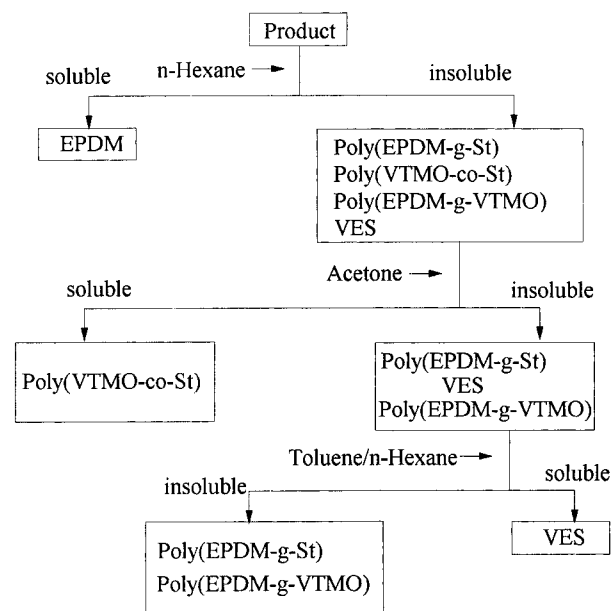 Product
n-Hexane
soluble
insoluble
EPDM
Poly(EPDM-g-St)
Poly(VTMO-co-St)
Poly(EPDM-g-VTMO)
VES
Acetone
soluble
insoluble
Poly(VTMO-co-St)
Poly(EPDM-g-St)
VES
Poly(EPDM-g-VTMO)
Toluene/n-Hexane
insoluble
soluble
Poly(EPDM-g-St)
Poly(EPDM-g-VTMO)
VES